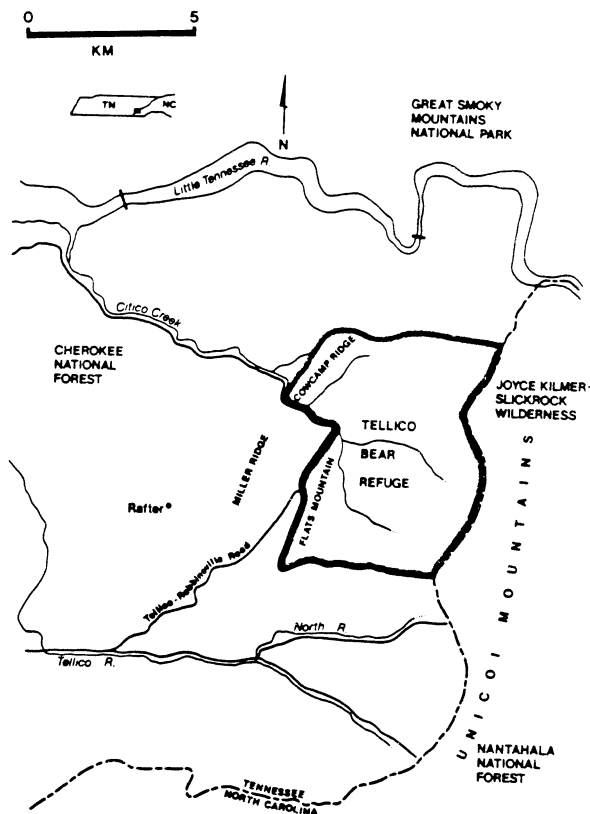 0 5
KM
TN NC
N
GREAT SMOKY
MOUNTAINS
NATIONAL PARK
Little Tennessee R.
Citico Creek
CHEROKEE
NATIONAL
FOREST
COWCAMP RIDGE
JOYCE KILMER-
SLICKROCK
WILDERNESS
TELLICO
BEAR
REFUGE
MILLER RIDGE
FLATS MOUNTAIN
Rafter
UNICOI MOUNTAINS
Tellico-Robbinsville Road
North R.
Tellico R.
NANTAHALA
NATIONAL
FOREST
TENNESSEE
NORTH CAROLINA